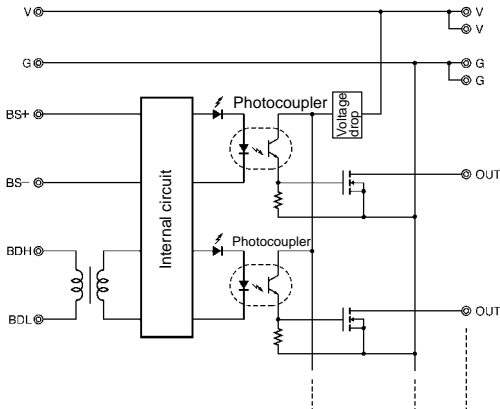 V V
V
G G
G
BS+
Photocoupler
Voltage
drop
OUT
BS−
Internal circuit
BDH
Photocoupler
BDL
OUT